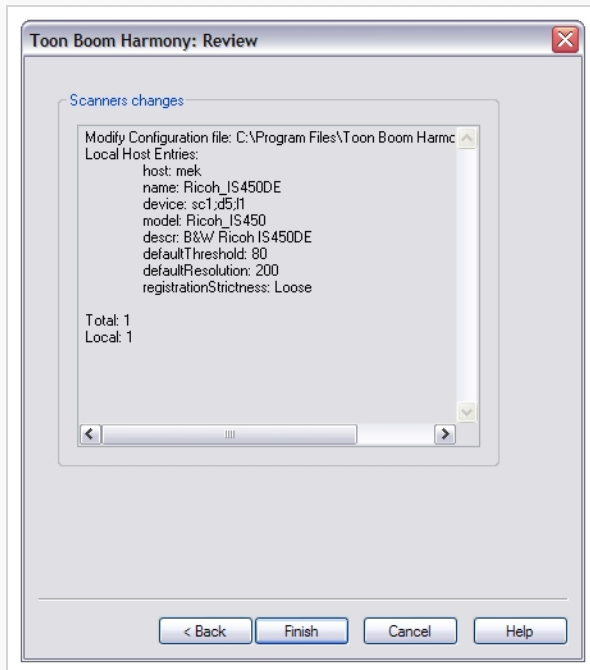 Toon Boom Harmony: Review
Scanners changes
Modify Configuration file: C:\Program Files\Toon Boom Harmo
Local Host Entries:
host: mek
name: Ricoh_IS450DE
device: sc1;d5;l1
model: Ricoh_IS450
descr: B&W Ricoh IS450DE
defaultThreshold: 80
defaultResolution: 200
registrationStrictness: Loose
Total: 1
Local: 1
< Back Finish Cancel Help